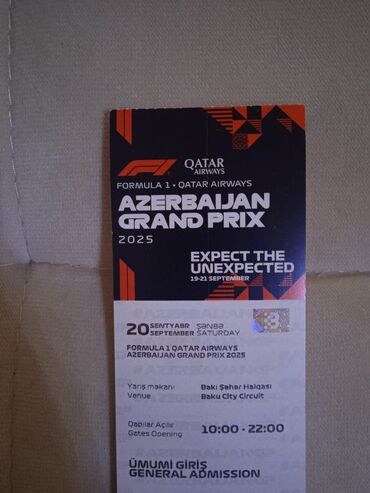 F1 QATAR
AIRWAYS
FORMULA 1 • QATAR AIRWAYS
AZERBAIJAN
GRAND PRIX
2025
EXPECT THE
UNEXPECTED
19-21 SEPTEMBER
20 SENTYABR ŞƏNBƏ
SEPTEMBER SATURDAY
FORMULA 1 QATAR AIRWAYS
AZERBAIJAN GRAND PRIX 2025
Yarış məkanı Bakı Şəhər Halqası
Venue Baku City Circuit
Qapılar Açılır
Gates Opening 10:00 - 22:00
ÜMUMİ GİRİŞ
GENERAL ADMISSION